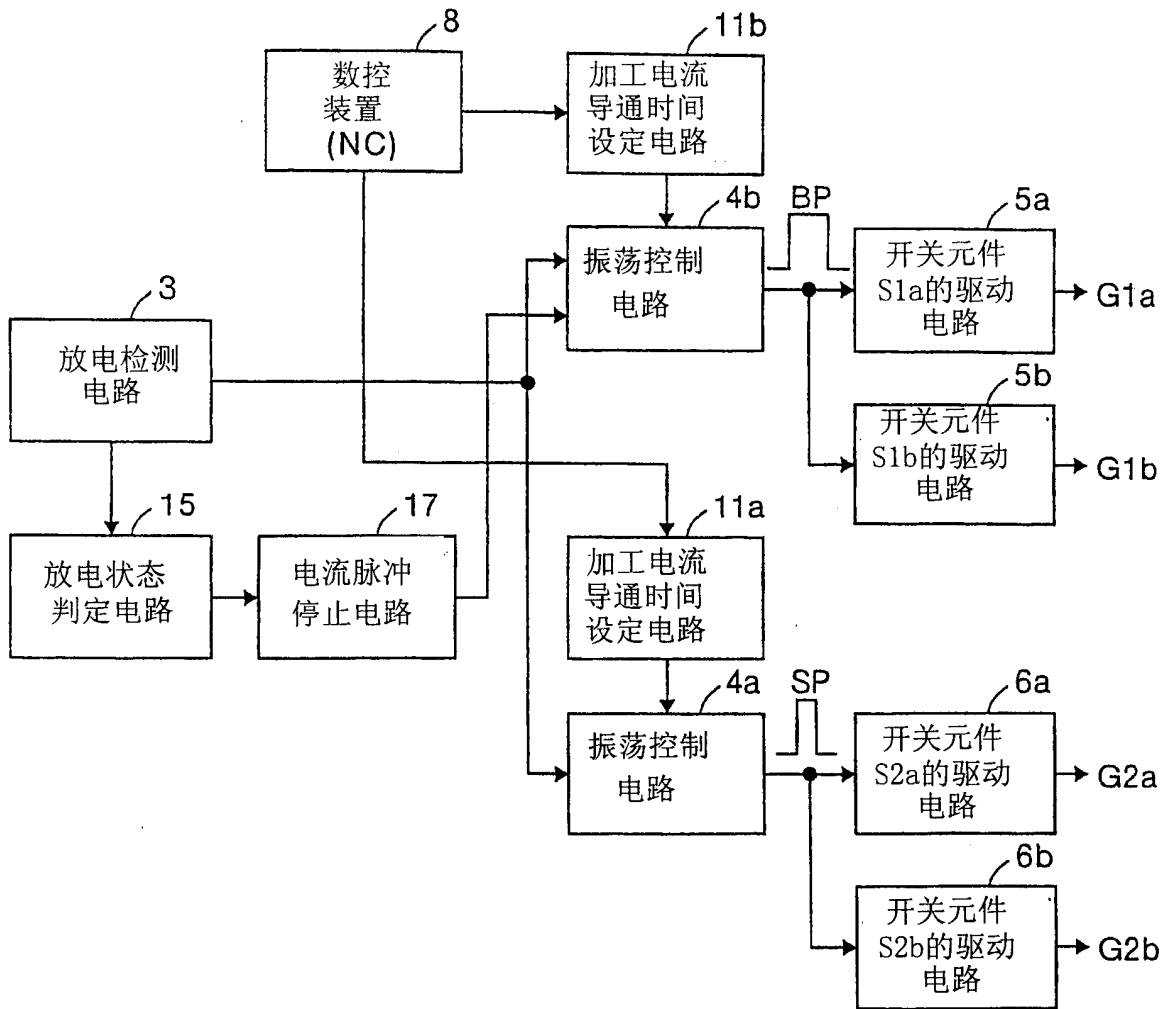 8
数控
装置
(NC)
11b
加工电流
导通时间
设定电路
4b
振荡控制
电路
BP
5a
开关元件
S1a的驱动
电路
G1a
3
放电检测
电路
5b
开关元件
S1b的驱动
电路
G1b
15
放电状态
判定电路
17
电流脉冲
停止电路
11a
加工电流
导通时间
设定电路
4a
振荡控制
电路
SP
6a
开关元件
S2a的驱动
电路
G2a
6b
开关元件
S2b的驱动
电路
G2b